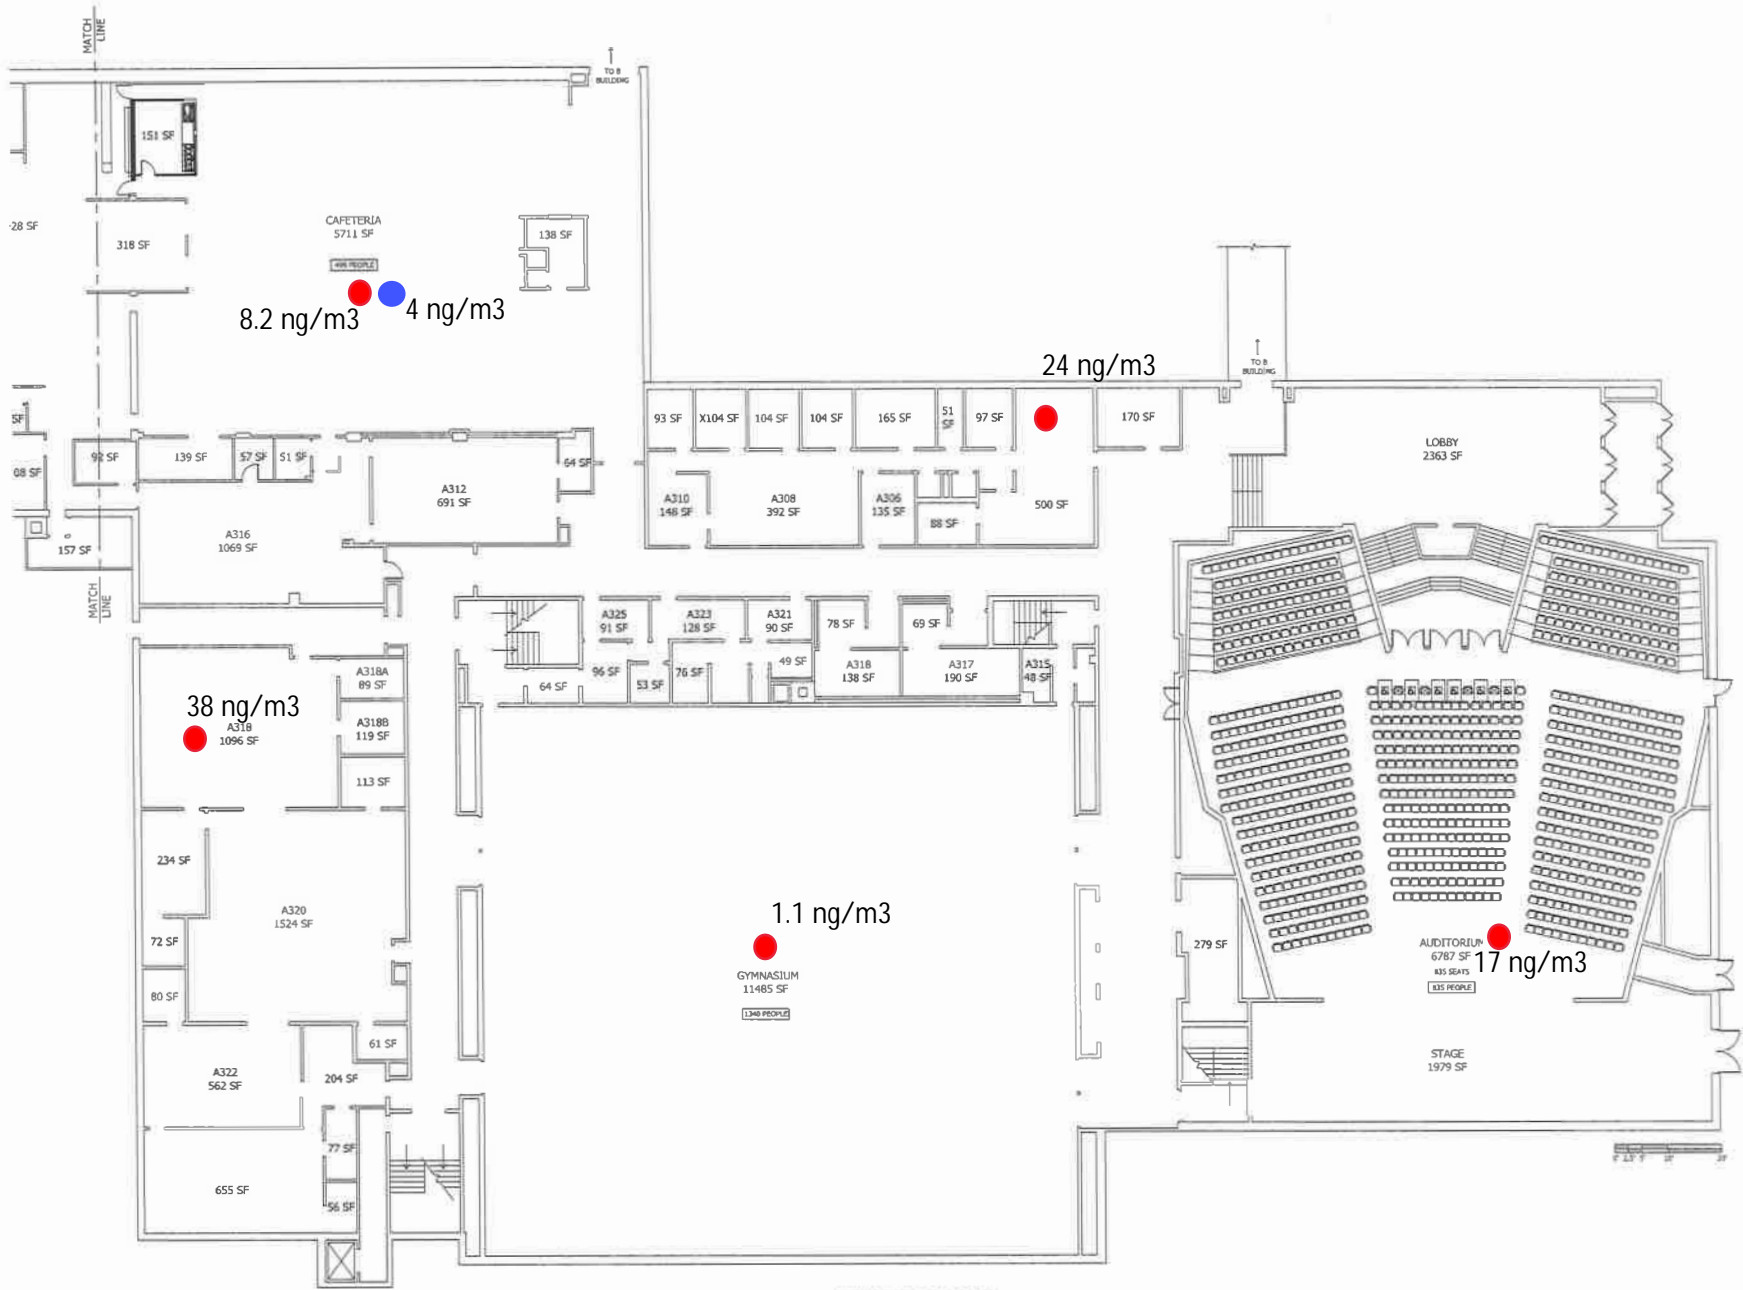 MATCH
LINE
TO B
BUILDING
151 SF
CAFETERIA
5711 SF
318 SF
138 SF
PEOPLE
8.2 ng/m3
4 ng/m3
24 ng/m3
TO B
BUILDING
93 SF
X104 SF
104 SF
104 SF
165 SF
51
SF
97 SF
170 SF
LOBBY
2363 SF
92 SF
139 SF
57 SF
51 SF
64 SF
A312
691 SF
A310
148 SF
A308
392 SF
A306
135 SF
88 SF
500 SF
A316
1069 SF
157 SF
MATCH
LINE
A325
91 SF
A323
128 SF
A321
90 SF
78 SF
69 SF
49 SF
A318
138 SF
A317
190 SF
A315
48 SF
64 SF
96 SF
53 SF
76 SF
A318A
89 SF
38 ng/m3
A318
1096 SF
A318B
119 SF
113 SF
234 SF
A320
1524 SF
72 SF
80 SF
61 SF
A322
562 SF
204 SF
77 SF
655 SF
56 SF
1.1 ng/m3
GYMNASIUM
11485 SF
1340 PEOPLE
279 SF
AUDITORIUM
6787 SF
835 SEATS
835 PEOPLE
17 ng/m3
STAGE
1979 SF